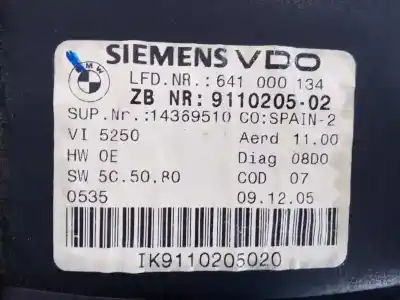 BMW
SIEMENS VDO
LFD.NR.: 641 000 134
ZB NR: 9110205-02
SUP.Nr.:14369510 CO:SPAIN-2
VI 5250 Aerd 11.00
HW 0E Diag 08D0
SW 5C.50.80 COD 07
0535 09.12.05
IK9110205020